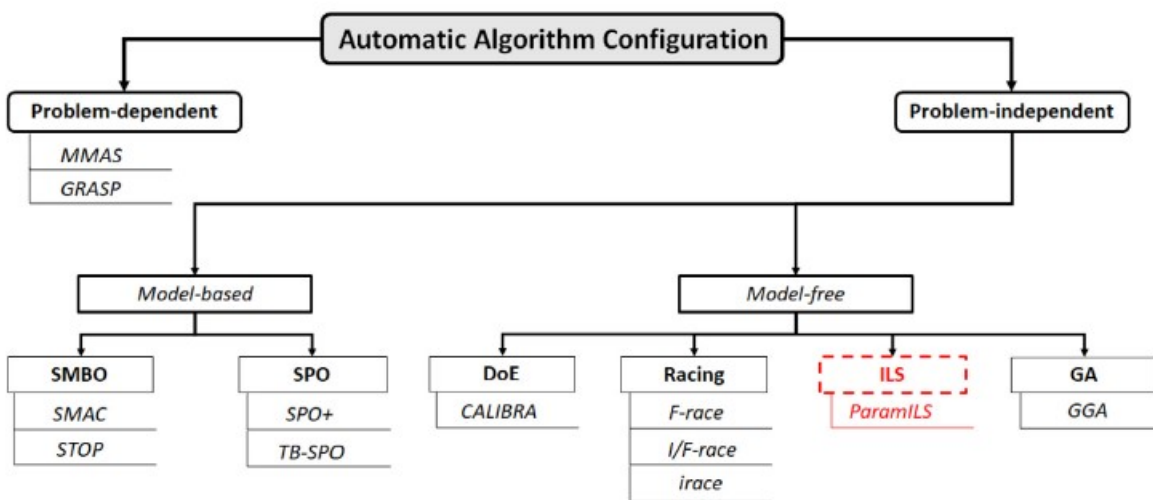 Automatic Algorithm Configuration
Problem-dependent
Problem-independent
MMAS
GRASP
Model-based
Model-free
SMBO
SPO
DoE
Racing
ILS
GA
SMAC
SPO+
CALIBRA
F-race
ParamILS
GGA
STOP
TB-SPO
I/F-race
irace